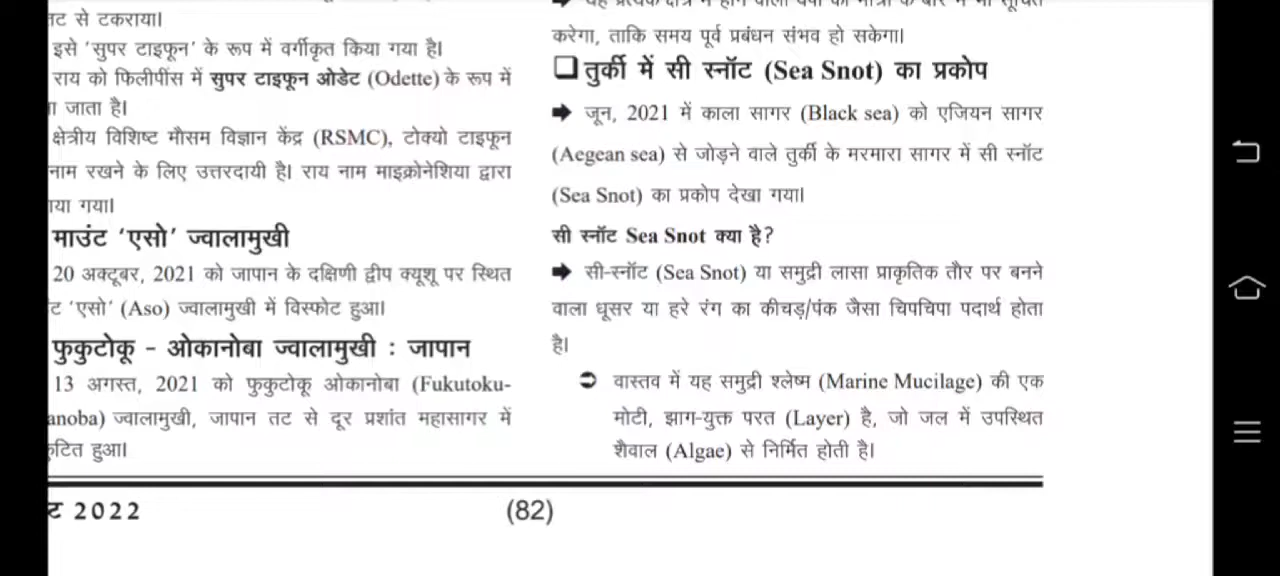 तट से टकराया।
इसे 'सुपर टाइफून' के रूप में वर्गीकृत किया गया है।
राय को फिलीपींस में सुपर टाइफून ओडेट (Odette) के रूप में
जाता है।
क्षेत्रीय विशिष्ट मौसम विज्ञान केंद्र (RSMC), टोक्यो टाइफून
नाम रखने के लिए उत्तरदायी है। राय नाम माइक्रोनेशिया द्वारा
गया।
माउंट 'एसो' ज्वालामुखी
20 अक्टूबर, 2021 को जापान के दक्षिणी द्वीप क्यूशू पर स्थित
'एसो' (Aso) ज्वालामुखी में विस्फोट हुआ।
फुकुटोकू - ओकानोबा ज्वालामुखी : जापान
13 अगस्त, 2021 को फुकुटोकू ओकानोबा (Fukutoku-
anoba) ज्वालामुखी, जापान तट से दूर प्रशांत महासागर में
हुआ।
करेगा, ताकि समय पूर्व प्रबंधन संभव हो सकेगा।
❑ तुर्की में सी स्नॉट (Sea Snot) का प्रकोप
➡ जून, 2021 में काला सागर (Black sea) को एजियन सागर
(Aegean sea) से जोड़ने वाले तुर्की के मरमारा सागर में सी स्नॉट
(Sea Snot) का प्रकोप देखा गया।
सी स्नॉट Sea Snot क्या है?
➡ सी-स्नॉट (Sea Snot) या समुद्री लासा प्राकृतिक तौर पर बनने
वाला धूसर या हरे रंग का कीचड़/पंक जैसा चिपचिपा पदार्थ होता
है।
➲ वास्तव में यह समुद्री श्लेष्म (Marine Mucilage) की एक
मोटी, झाग-युक्त परत (Layer) है, जो जल में उपस्थित
शैवाल (Algae) से निर्मित होती है।
2022
(82)